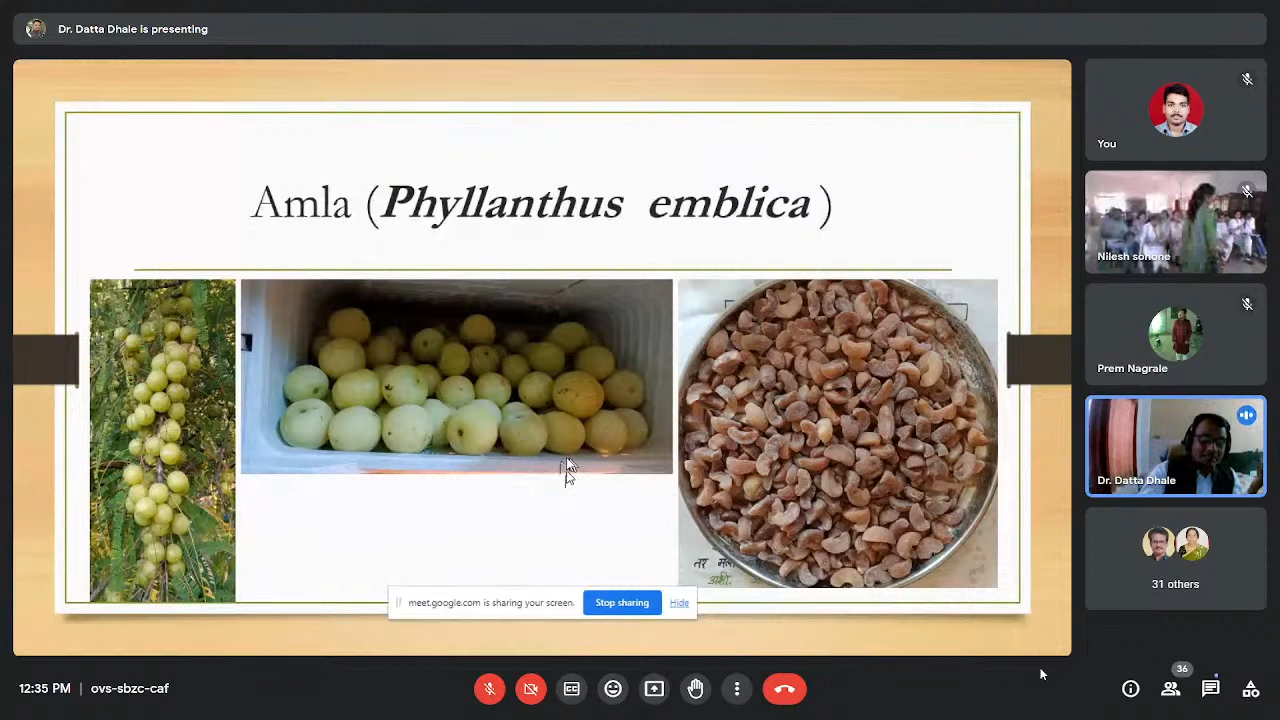 Dr. Datta Dhale is presenting
Amla (Phyllanthus emblica)
You
Nilesh sonone
Prem Nagrale
Dr. Datta Dhale
31 others
meet.google.com is sharing your screen.
Stop sharing
Hide
12:35 PM | ovs-sbzc-caf
36